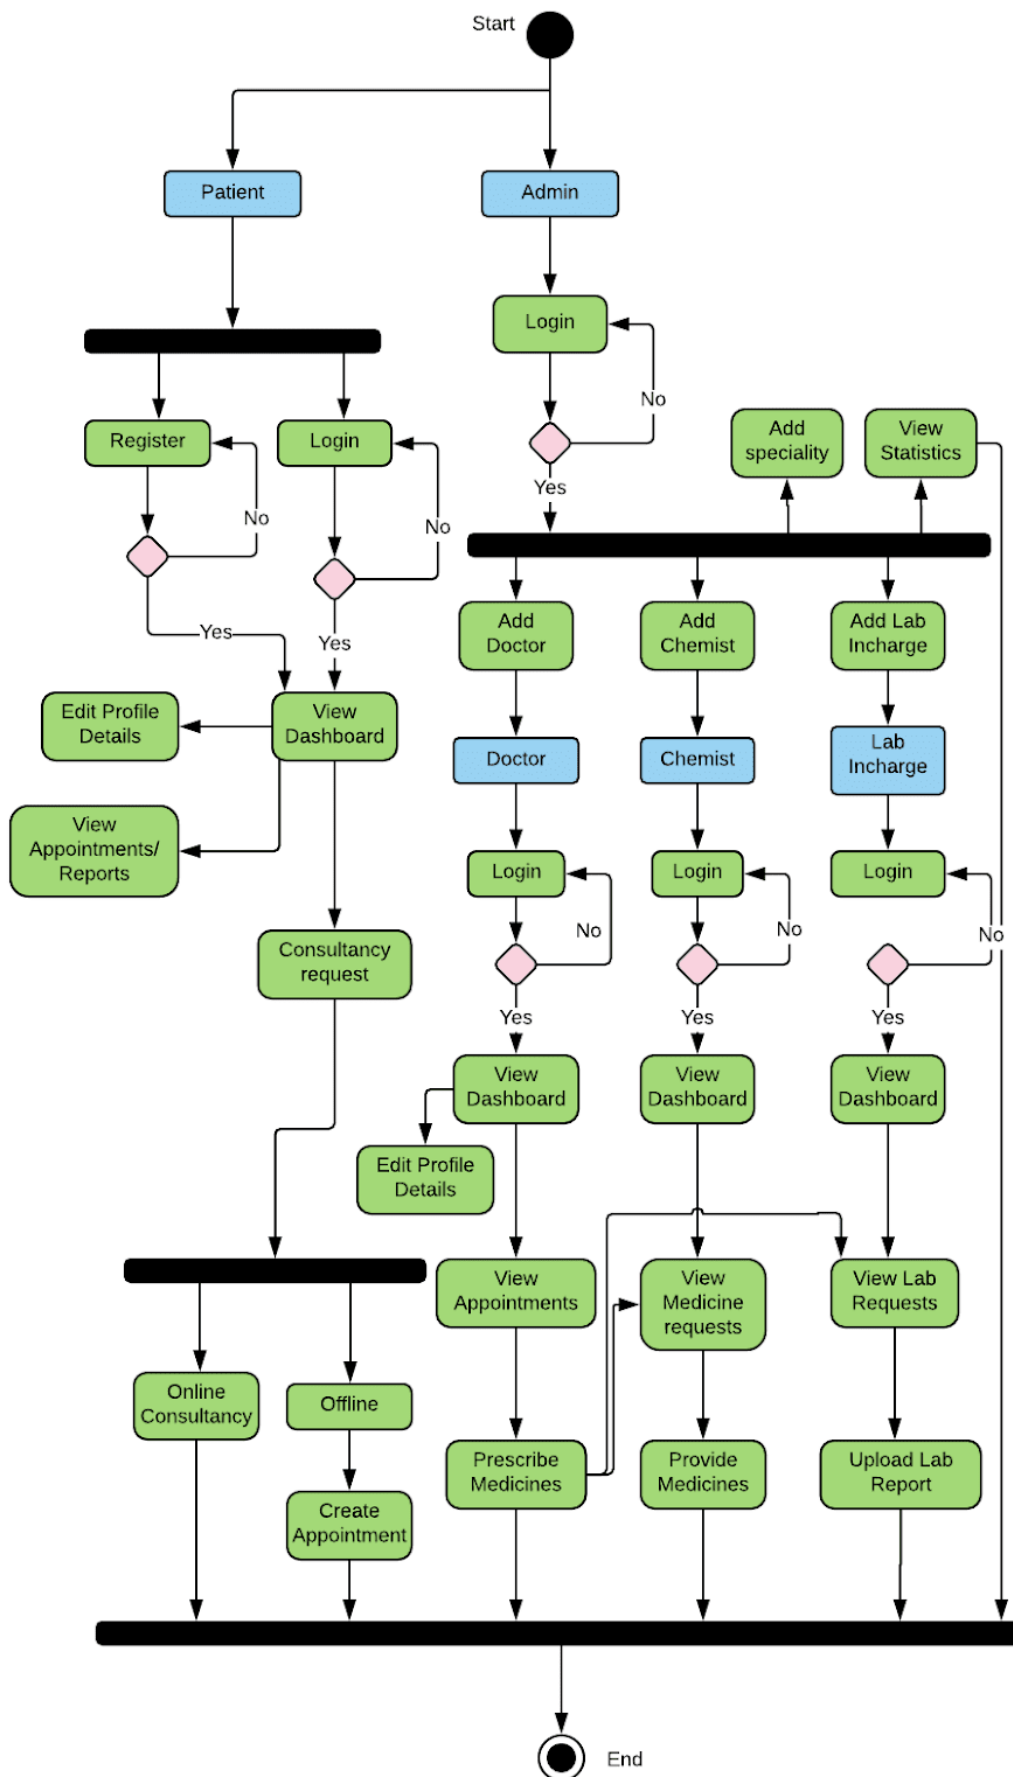 Start
Patient
Admin
Login
No
Add
speciality
View
Statistics
Register
Login
Yes
No
No
Yes
Yes
Add
Doctor
Add
Chemist
Add Lab
Incharge
Edit Profile
Details
View
Dashboard
Doctor
Chemist
Lab
Incharge
View
Appointments/
Reports
Login
Login
Login
No
No
No
Consultancy
request
Yes
Yes
Yes
View
Dashboard
View
Dashboard
View
Dashboard
Edit Profile
Details
View
Appointments
View
Medicine
requests
View Lab
Requests
Online
Consultancy
Offline
Prescribe
Medicines
Provide
Medicines
Upload Lab
Report
Create
Appointment
End